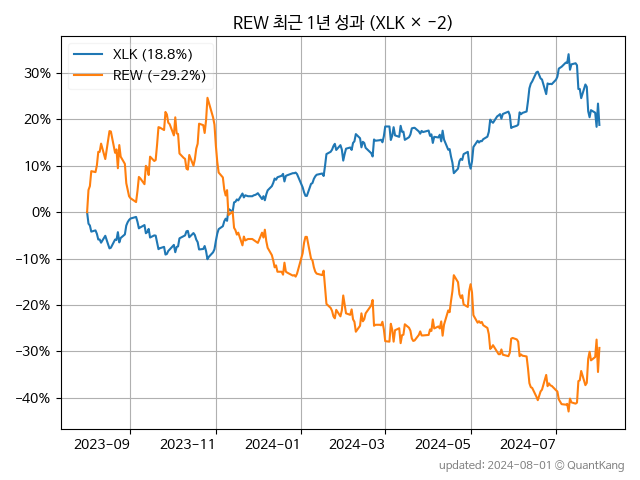 REW 최근 1년 성과 (XLK × −2)
XLK (18.8%)
REW (−29.2%)
30%
20%
10%
0%
−10%
−20%
−30%
−40%
2023-09 2023-11 2024-01 2024-03 2024-05 2024-07
updated: 2024-08-01 © QuantKang